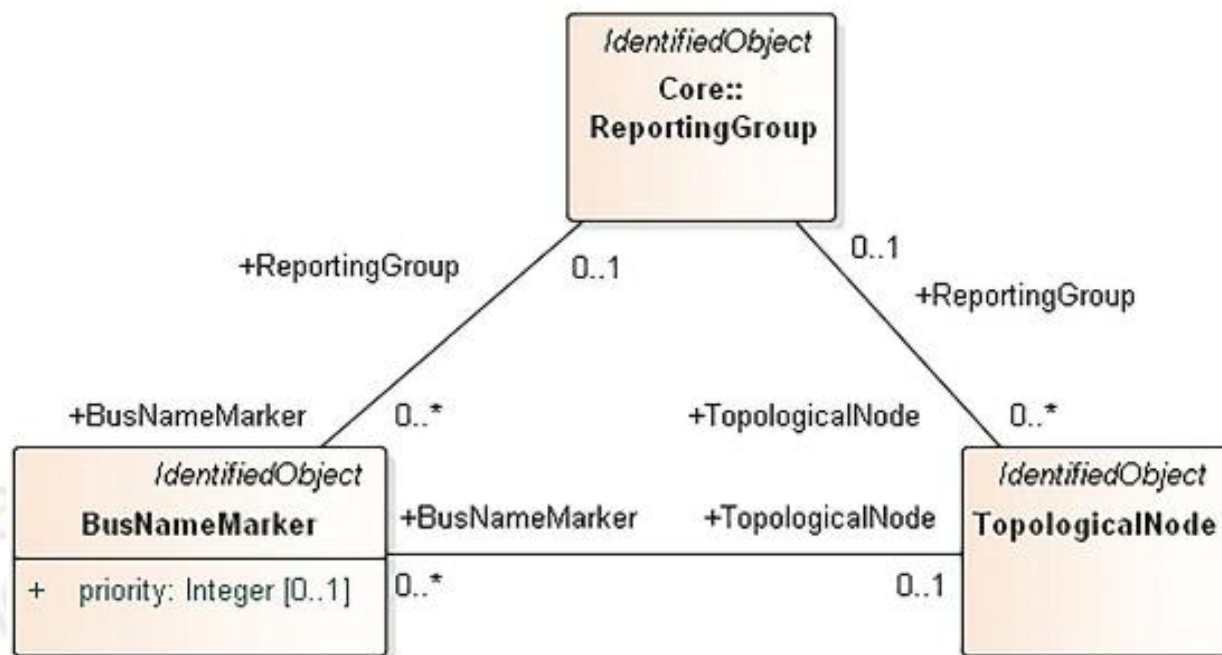 IdentifiedObject
Core::
ReportingGroup
+ReportingGroup
0..1
0..1
+ReportingGroup
+BusNameMarker
0..*
+TopologicalNode
0..*
IdentifiedObject
BusNameMarker
+ priority: Integer [0..1]
+BusNameMarker
0..*
+TopologicalNode
0..1
IdentifiedObject
TopologicalNode